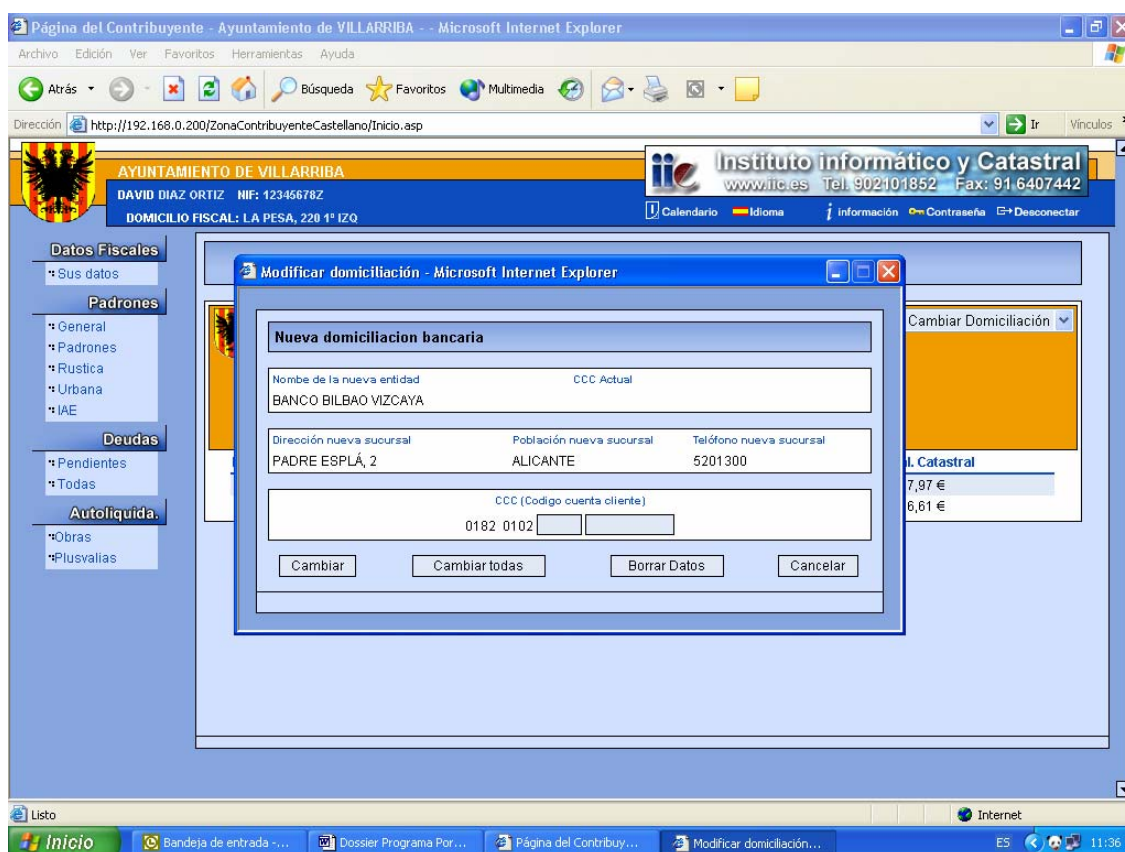 Página del Contribuyente - Ayuntamiento de VILLARRIBA - - Microsoft Internet Explorer
Archivo Edición Ver Favoritos Herramientas Ayuda
Atrás Búsqueda Favoritos Multimedia
Dirección http://192.168.0.200/ZonaContribuyenteCastellano/Inicio.asp Ir Vínculos
AYUNTAMIENTO DE VILLARRIBA
DAVID DIAZ ORTIZ NIF: 12345678Z
DOMICILIO FISCAL: LA PESA, 220 1º IZQ
iic Instituto informático y Catastral
www.iic.es Tel. 902101852 Fax: 91 6407442
Calendario Idioma información Contraseña Desconectar
Datos Fiscales
Sus datos
Padrones
General
Padrones
Rustica
Urbana
IAE
Deudas
Pendientes
Todas
Autoliquida.
Obras
Plusvalias
Cambiar Domiciliación
l. Catastral
7,97 €
6,61 €
Modificar domiciliación - Microsoft Internet Explorer
Nueva domiciliacion bancaria
Nombe de la nueva entidad CCC Actual
BANCO BILBAO VIZCAYA
Dirección nueva sucursal Población nueva sucursal Telófono nueva sucursal
PADRE ESPLÁ, 2 ALICANTE 5201300
CCC (Codigo cuenta cliente)
0182 0102
Cambiar Cambiar todas Borrar Datos Cancelar
Listo Internet
Inicio Bandeja de entrada -... Dossier Programa Por... Página del Contribuy... Modificar domiciliación... ES 11:36